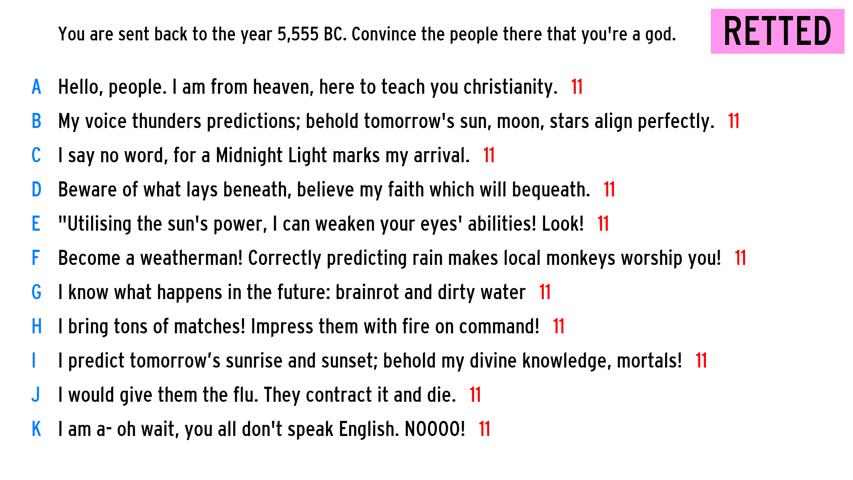 You are sent back to the year 5,555 BC. Convince the people there that you're a god.
RETTED
A Hello, people. I am from heaven, here to teach you christianity. 11
B My voice thunders predictions; behold tomorrow's sun, moon, stars align perfectly. 11
C I say no word, for a Midnight Light marks my arrival. 11
D Beware of what lays beneath, believe my faith which will bequeath. 11
E "Utilising the sun's power, I can weaken your eyes' abilities! Look! 11
F Become a weatherman! Correctly predicting rain makes local monkeys worship you! 11
G I know what happens in the future: brainrot and dirty water 11
H I bring tons of matches! Impress them with fire on command! 11
I I predict tomorrow’s sunrise and sunset; behold my divine knowledge, mortals! 11
J I would give them the flu. They contract it and die. 11
K I am a- oh wait, you all don't speak English. NOOOO! 11